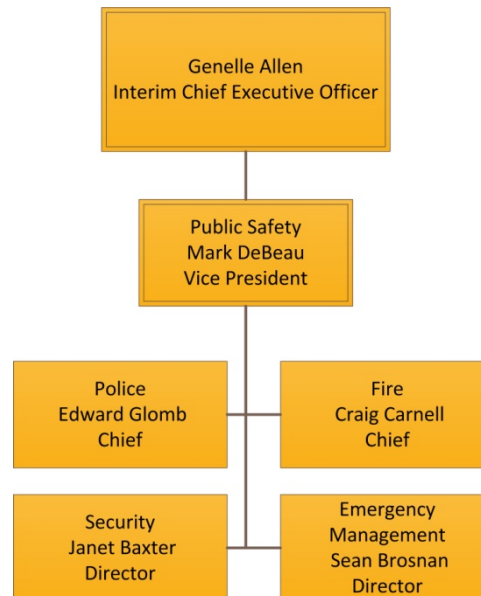 Genelle Allen
Interim Chief Executive Officer
Public Safety
Mark DeBeau
Vice President
Police
Edward Glomb
Chief
Fire
Craig Carnell
Chief
Security
Janet Baxter
Director
Emergency
Management
Sean Brosnan
Director